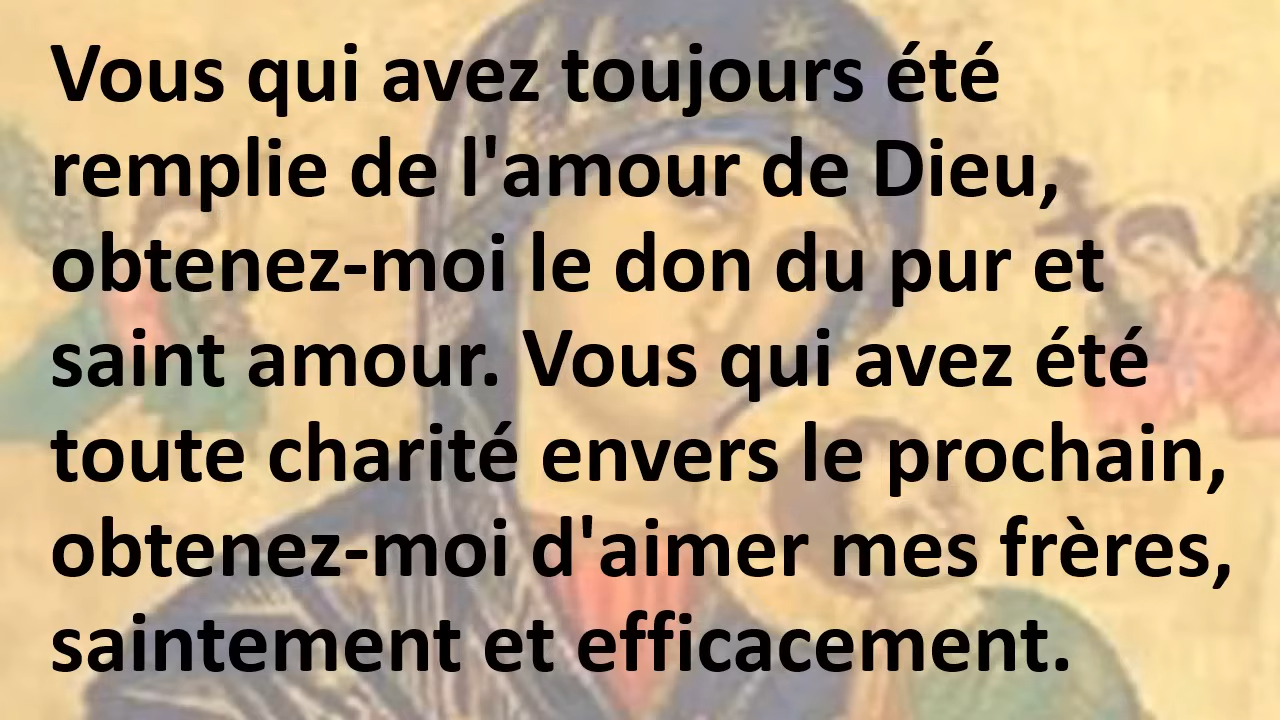 Vous qui avez toujours été
remplie de l'amour de Dieu,
obtenez-moi le don du pur et
saint amour. Vous qui avez été
toute charité envers le prochain,
obtenez-moi d'aimer mes frères,
saintement et efficacement.